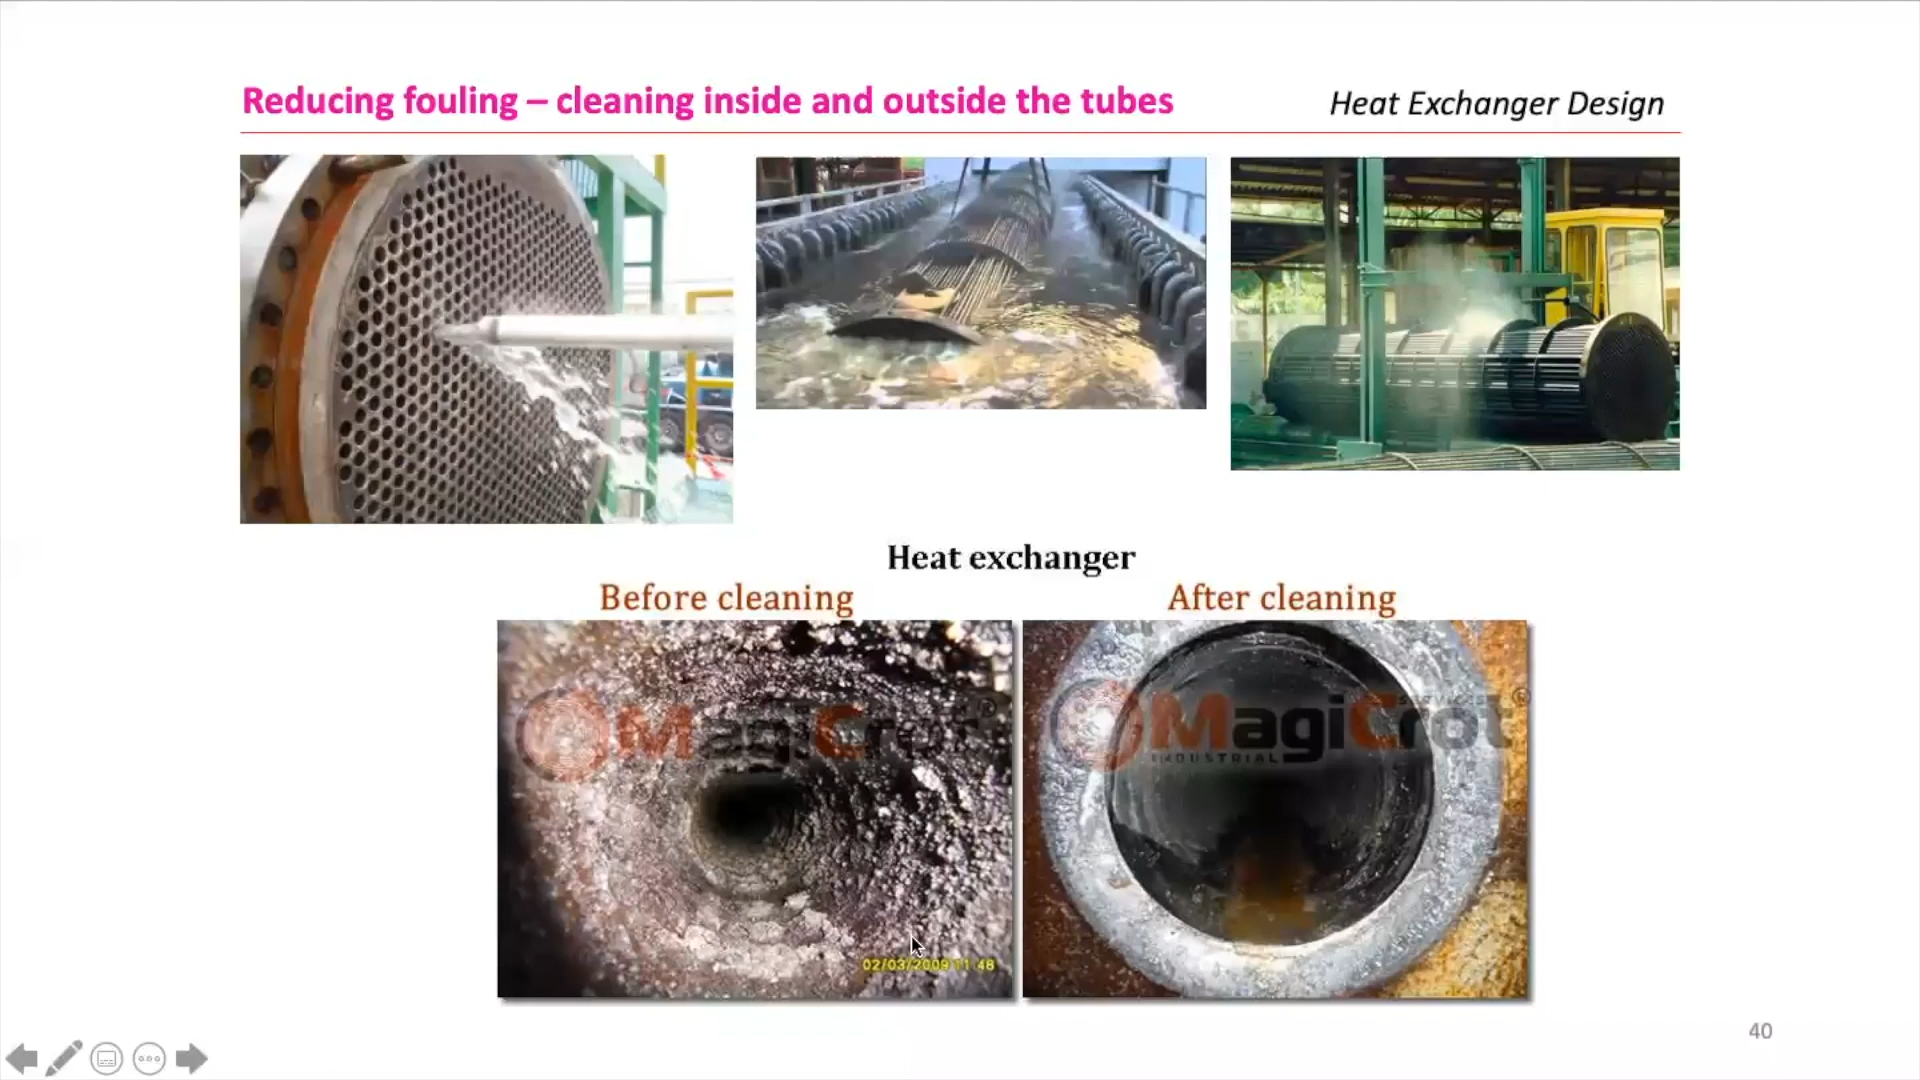 Reducing fouling – cleaning inside and outside the tubes
Heat Exchanger Design
Heat exchanger
Before cleaning
After cleaning
MagiCrot®
MagiCrot®
INDUSTRIAL
02/03/2009 11:48
40